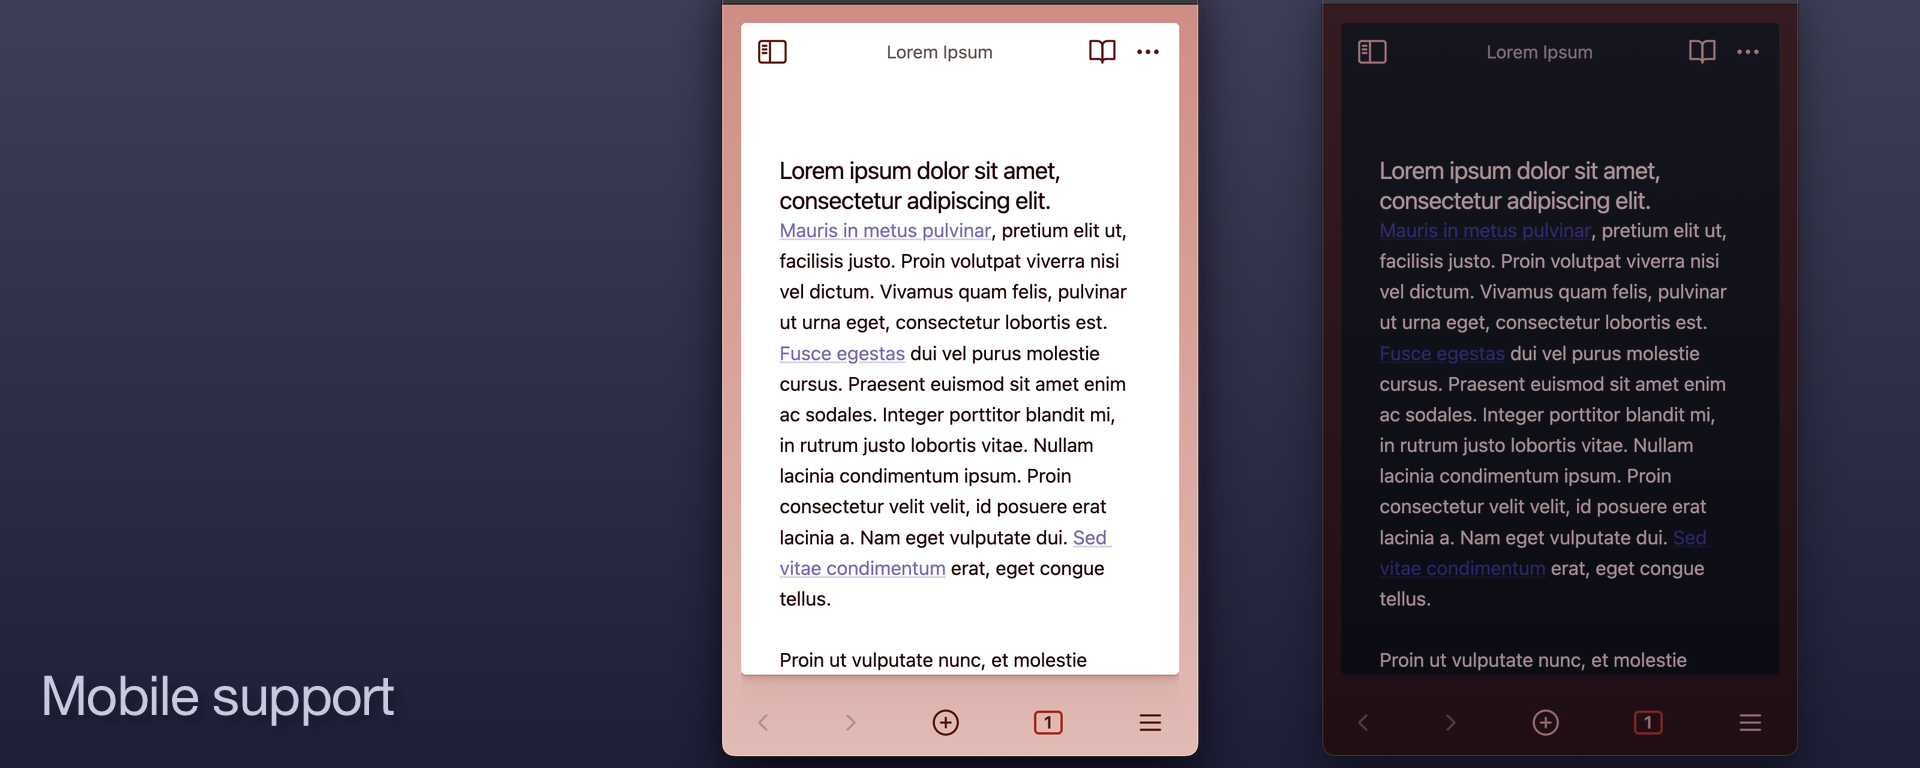 Lorem Ipsum
Lorem ipsum dolor sit amet,
consectetur adipiscing elit.
Mauris in metus pulvinar, pretium elit ut,
facilisis justo. Proin volutpat viverra nisi
vel dictum. Vivamus quam felis, pulvinar
ut urna eget, consectetur lobortis est.
Fusce egestas dui vel purus molestie
cursus. Praesent euismod sit amet enim
ac sodales. Integer porttitor blandit mi,
in rutrum justo lobortis vitae. Nullam
lacinia condimentum ipsum. Proin
consectetur velit velit, id posuere erat
lacinia a. Nam eget vulputate dui. Sed
vitae condimentum erat, eget congue
tellus.
Proin ut vulputate nunc, et molestie
1
Lorem Ipsum
Lorem ipsum dolor sit amet,
consectetur adipiscing elit.
Mauris in metus pulvinar, pretium elit ut,
facilisis justo. Proin volutpat viverra nisi
vel dictum. Vivamus quam felis, pulvinar
ut urna eget, consectetur lobortis est.
Fusce egestas dui vel purus molestie
cursus. Praesent euismod sit amet enim
ac sodales. Integer porttitor blandit mi,
in rutrum justo lobortis vitae. Nullam
lacinia condimentum ipsum. Proin
consectetur velit velit, id posuere erat
lacinia a. Nam eget vulputate dui. Sed
vitae condimentum erat, eget congue
tellus.
Proin ut vulputate nunc, et molestie
1
Mobile support